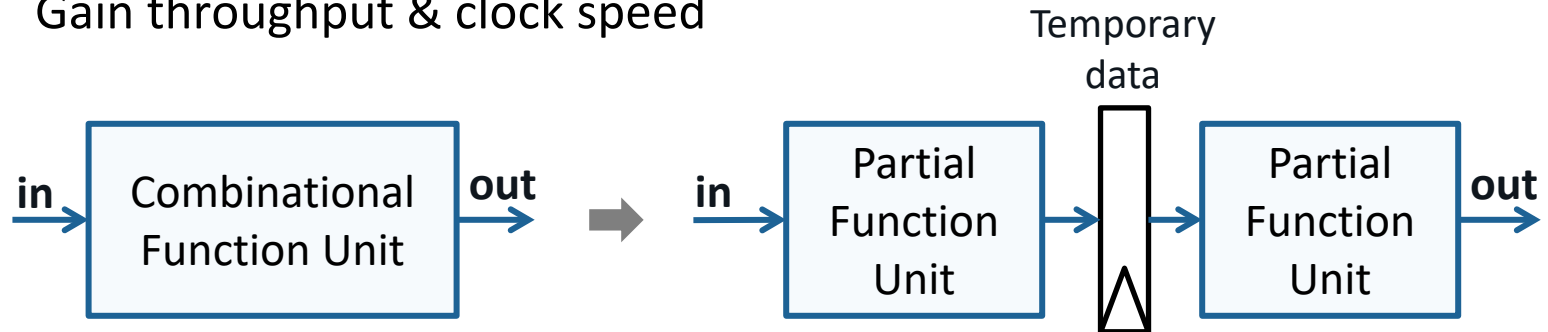 Gain throughput & clock speed
Temporary
data
in
Combinational
Function Unit
out
in
Partial
Function
Unit
Partial
Function
Unit
out